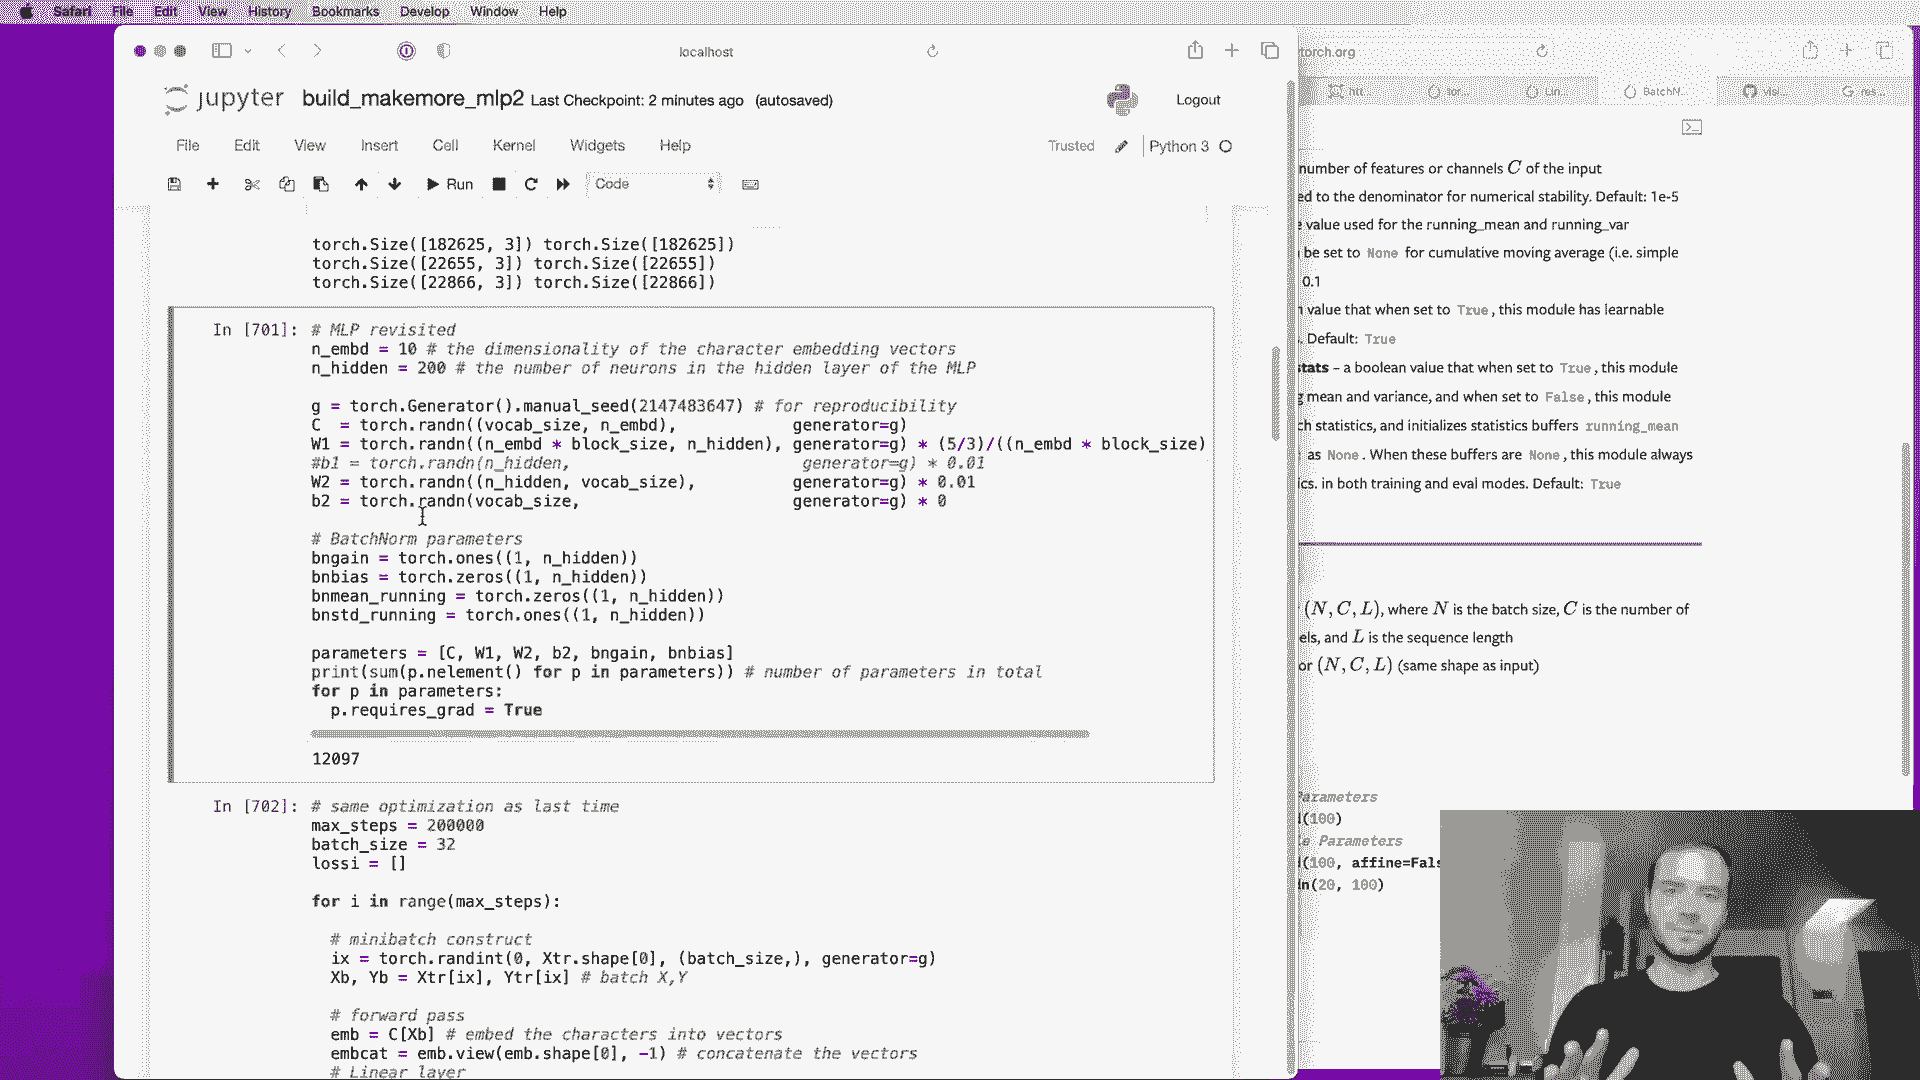 Safari File Edit View History Bookmarks Develop Window Help
localhost
jupyter build_makemore_mlp2 Last Checkpoint: 2 minutes ago (autosaved)
Logout
File Edit View Insert Cell Kernel Widgets Help
Trusted
Python 3
Run
Code
torch.Size([182625, 3]) torch.Size([182625])
torch.Size([22655, 3]) torch.Size([22655])
torch.Size([22866, 3]) torch.Size([22866])
In [701]: # MLP revisited
n_embd = 10 # the dimensionality of the character embedding vectors
n_hidden = 200 # the number of neurons in the hidden layer of the MLP
g = torch.Generator().manual_seed(2147483647) # for reproducibility
C = torch.randn((vocab_size, n_embd), generator=g)
W1 = torch.randn((n_embd * block_size, n_hidden), generator=g) * (5/3)/((n_embd * block_size)
#b1 = torch.randn(n_hidden, generator=g) * 0.01
W2 = torch.randn((n_hidden, vocab_size), generator=g) * 0.01
b2 = torch.randn(vocab_size, generator=g) * 0
# BatchNorm parameters
bngain = torch.ones((1, n_hidden))
bnbias = torch.zeros((1, n_hidden))
bnmean_running = torch.zeros((1, n_hidden))
bnstd_running = torch.ones((1, n_hidden))
parameters = [C, W1, W2, b2, bngain, bnbias]
print(sum(p.nelement() for p in parameters)) # number of parameters in total
for p in parameters:
p.requires_grad = True
12097
In [702]: # same optimization as last time
max_steps = 200000
batch_size = 32
lossi = []
for i in range(max_steps):
# minibatch construct
ix = torch.randint(0, Xtr.shape[0], (batch_size,), generator=g)
Xb, Yb = Xtr[ix], Ytr[ix] # batch X,Y
# forward pass
emb = C[Xb] # embed the characters into vectors
embcat = emb.view(emb.shape[0], -1) # concatenate the vectors
# Linear layer
torch.org
htt... tor... Lin... BatchN... vis... res...
number of features or channels C of the input
ed to the denominator for numerical stability. Default: 1e-5
e value used for the running_mean and running_var
be set to None for cumulative moving average (i.e. simple
0.1
value that when set to True, this module has learnable
. Default: True
tats – a boolean value that when set to True, this module
g mean and variance, and when set to False, this module
ch statistics, and initializes statistics buffers running_mean
as None. When these buffers are None, this module always
ics. in both training and eval modes. Default: True
(N, C, L), where N is the batch size, C is the number of
els, and L is the sequence length
or (N, C, L) (same shape as input)
Parameters
d(100)
le Parameters
d(100, affine=Fals
dn(20, 100)